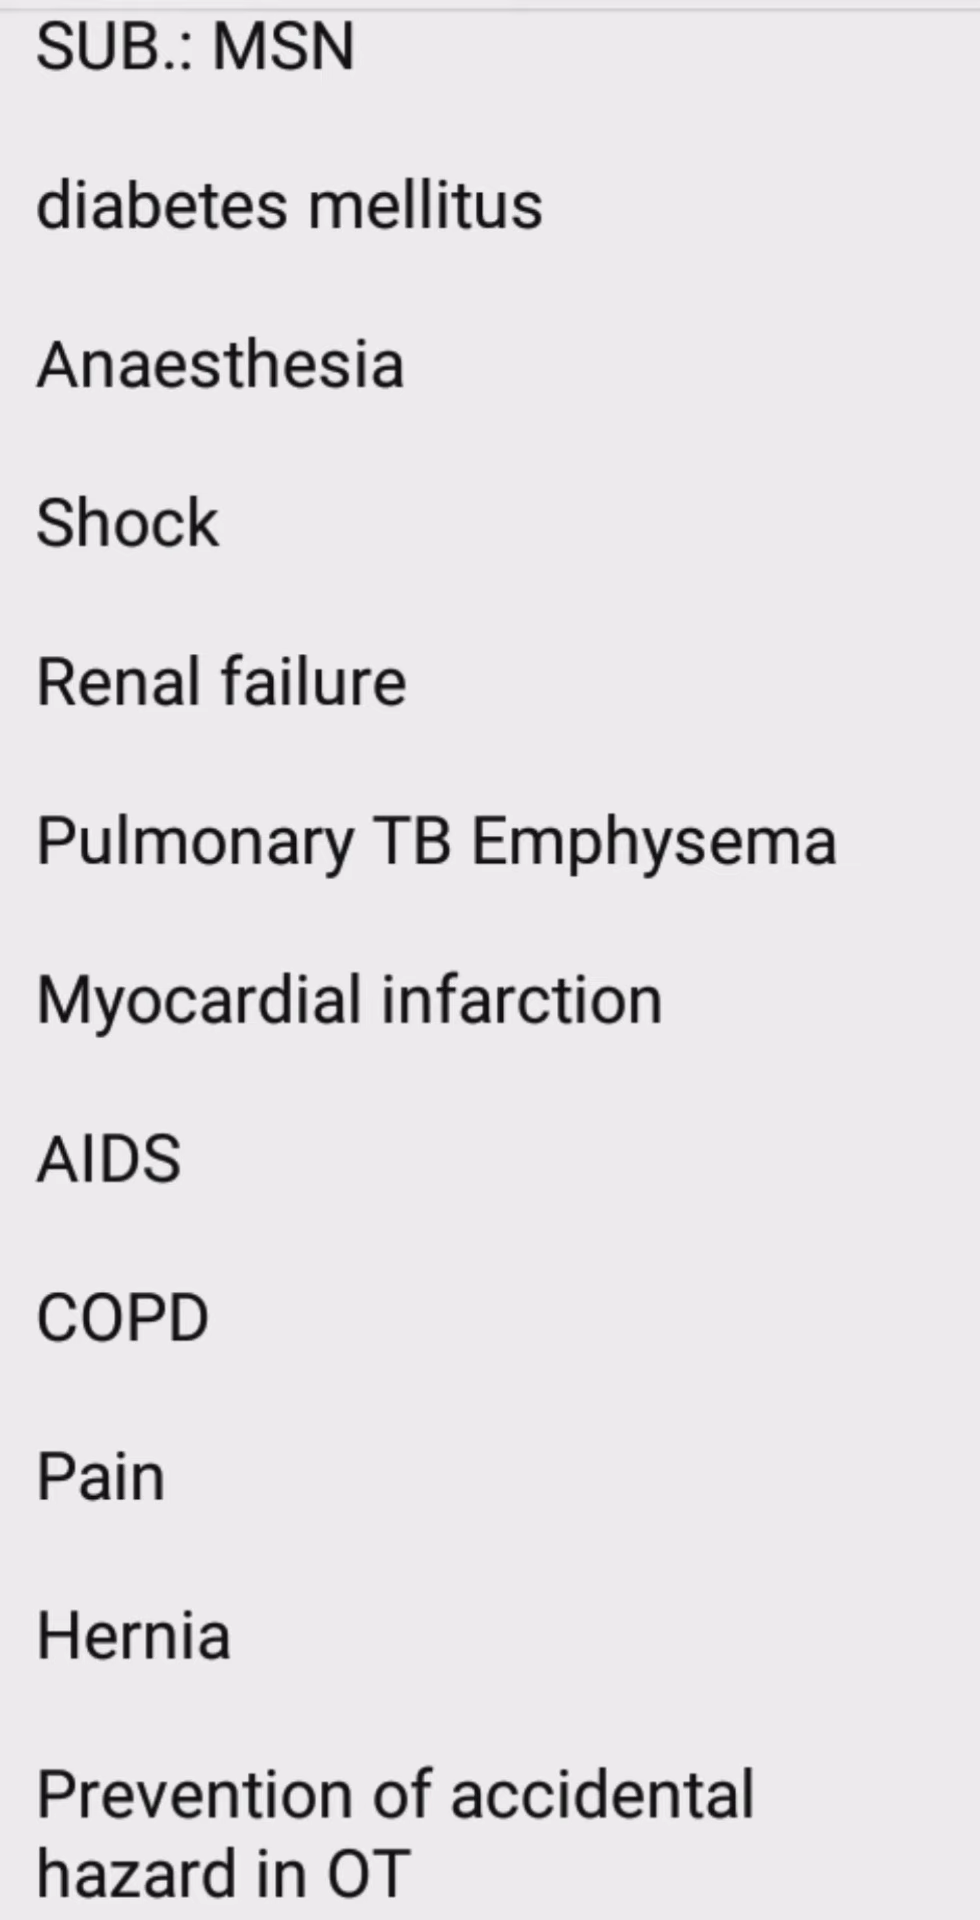 SUB.: MSN
diabetes mellitus
Anaesthesia
Shock
Renal failure
Pulmonary TB Emphysema
Myocardial infarction
AIDS
COPD
Pain
Hernia
Prevention of accidental
hazard in OT